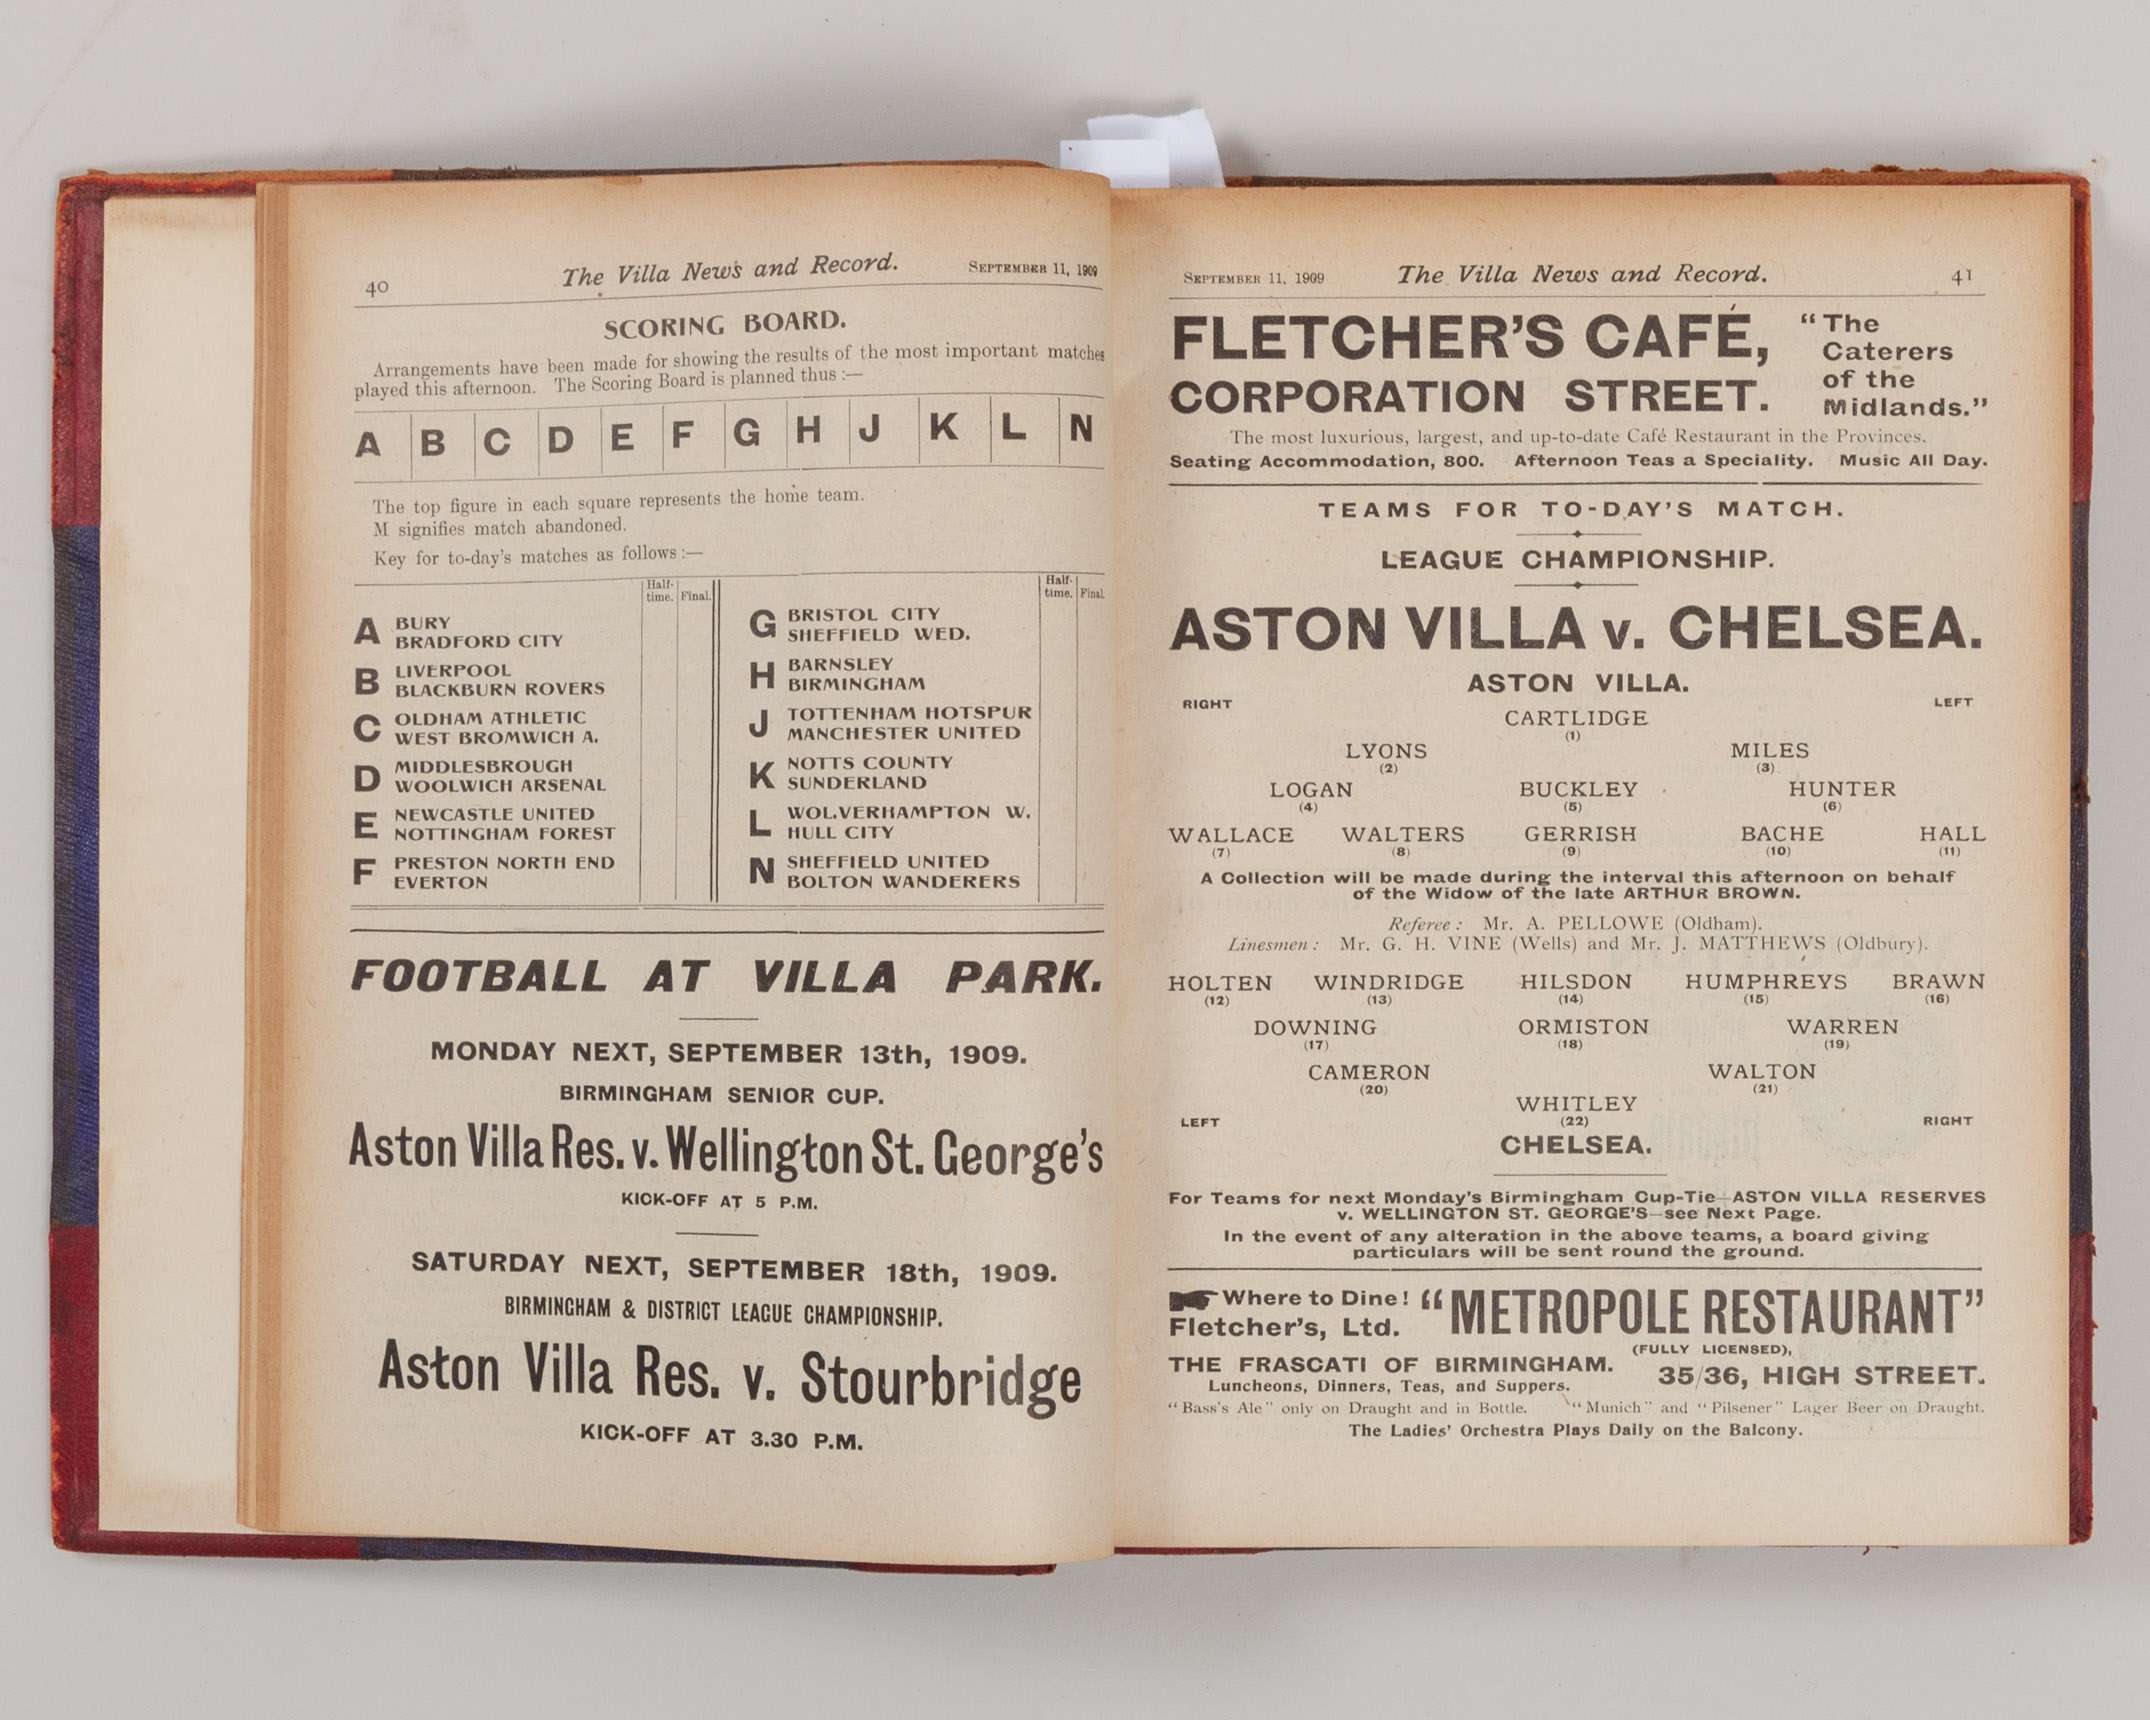 40 The Villa News and Record. SEPTEMBER 11, 1909
SCORING BOARD.
Arrangements have been made for showing the results of the most important matches
played this afternoon. The Scoring Board is planned thus :—
A B C D E F G H J K L N
The top figure in each square represents the home team.
M signifies match abandoned.
Key for to-day's matches as follows :—
Half-time. Final.
A BURY
BRADFORD CITY
B LIVERPOOL
BLACKBURN ROVERS
C OLDHAM ATHLETIC
WEST BROMWICH A.
D MIDDLESBROUGH
WOOLWICH ARSENAL
E NEWCASTLE UNITED
NOTTINGHAM FOREST
F PRESTON NORTH END
EVERTON
Half-time. Final.
G BRISTOL CITY
SHEFFIELD WED.
H BARNSLEY
BIRMINGHAM
J TOTTENHAM HOTSPUR
MANCHESTER UNITED
K NOTTS COUNTY
SUNDERLAND
L WOLVERHAMPTON W.
HULL CITY
N SHEFFIELD UNITED
BOLTON WANDERERS
FOOTBALL AT VILLA PARK.
MONDAY NEXT, SEPTEMBER 13th, 1909.
BIRMINGHAM SENIOR CUP.
Aston Villa Res. v. Wellington St. George's
KICK-OFF AT 5 P.M.
SATURDAY NEXT, SEPTEMBER 18th, 1909.
BIRMINGHAM & DISTRICT LEAGUE CHAMPIONSHIP.
Aston Villa Res. v. Stourbridge
KICK-OFF AT 3.30 P.M.
SEPTEMBER 11, 1909 The Villa News and Record. 41
FLETCHER'S CAFÉ,
CORPORATION STREET.
"The
Caterers
of the
Midlands."
The most luxurious, largest, and up-to-date Café Restaurant in the Provinces.
Seating Accommodation, 800. Afternoon Teas a Speciality. Music All Day.
TEAMS FOR TO-DAY'S MATCH.
LEAGUE CHAMPIONSHIP.
ASTON VILLA v. CHELSEA.
ASTON VILLA.
RIGHT LEFT
CARTLIDGE
(1)
LYONS MILES
(2) (3)
LOGAN BUCKLEY HUNTER
(4) (5) (6)
WALLACE WALTERS GERRISH BACHE HALL
(7) (8) (9) (10) (11)
A Collection will be made during the interval this afternoon on behalf
of the Widow of the late ARTHUR BROWN.
Referee : Mr. A. PELLOWE (Oldham).
Linesmen : Mr. G. H. VINE (Wells) and Mr. J. MATTHEWS (Oldbury).
HOLTEN WINDRIDGE HILSDON HUMPHREYS BRAWN
(12) (13) (14) (15) (16)
DOWNING ORMISTON WARREN
(17) (18) (19)
CAMERON WALTON
(20) (21)
WHITLEY
(22)
LEFT RIGHT
CHELSEA.
For Teams for next Monday's Birmingham Cup-Tie—ASTON VILLA RESERVES
v. WELLINGTON ST. GEORGE'S—see Next Page.
In the event of any alteration in the above teams, a board giving
particulars will be sent round the ground.
Where to Dine!
Fletcher's, Ltd.
"METROPOLE RESTAURANT"
(FULLY LICENSED),
THE FRASCATI OF BIRMINGHAM. 35/36, HIGH STREET.
Luncheons, Dinners, Teas, and Suppers.
"Bass's Ale" only on Draught and in Bottle. "Munich" and "Pilsener" Lager Beer on Draught.
The Ladies' Orchestra Plays Daily on the Balcony.